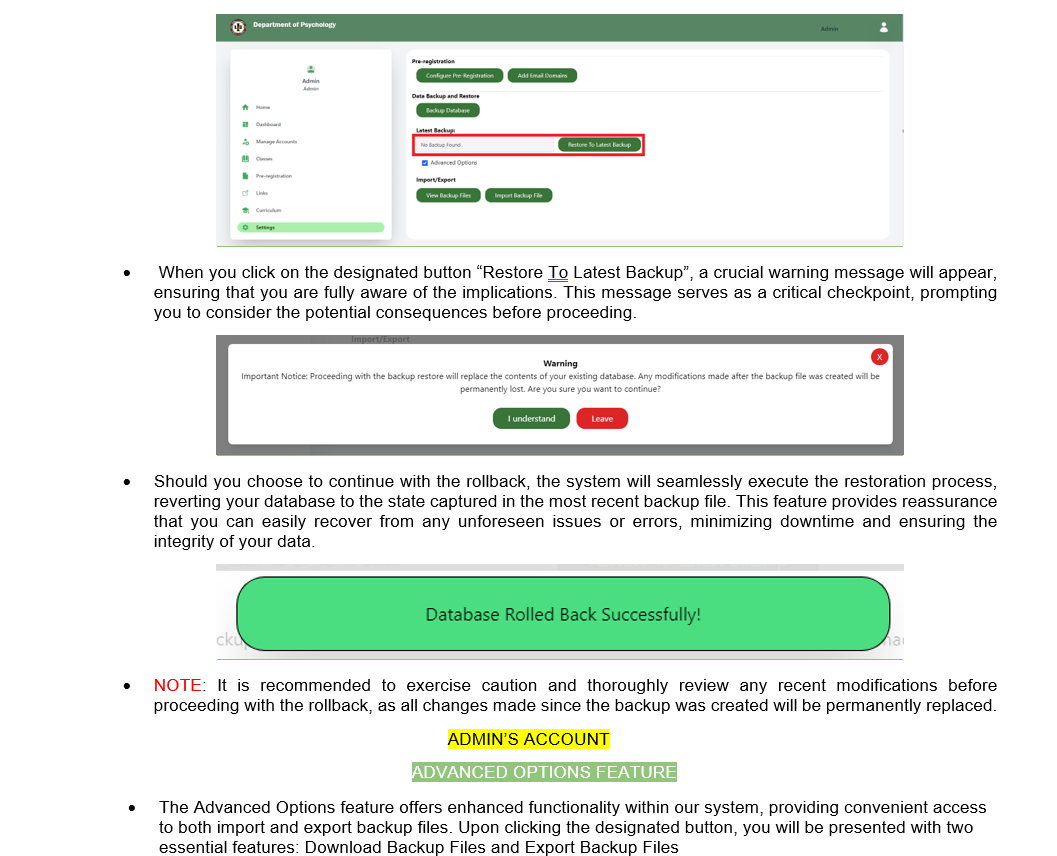 Department of Psychology
Admin
Admin
Admin
Home
Dashboard
Manage Accounts
Classes
Pre-registration
Links
Curriculum
Settings
Pre-registration
Configure Pre-Registration Add Email Domains
Data Backup and Restore
Backup Database
Latest Backup:
No Backup Found Restore To Latest Backup
Advanced Options
Import/Export
View Backup Files Import Backup File
• When you click on the designated button “Restore To Latest Backup”, a crucial warning message will appear,
ensuring that you are fully aware of the implications. This message serves as a critical checkpoint, prompting
you to consider the potential consequences before proceeding.
Import/Export
Warning
X
Important Notice: Proceeding with the backup restore will replace the contents of your existing database. Any modifications made after the backup file was created will be
permanently lost. Are you sure you want to continue?
I understand Leave
• Should you choose to continue with the rollback, the system will seamlessly execute the restoration process,
reverting your database to the state captured in the most recent backup file. This feature provides reassurance
that you can easily recover from any unforeseen issues or errors, minimizing downtime and ensuring the
integrity of your data.
Database Rolled Back Successfully!
• NOTE: It is recommended to exercise caution and thoroughly review any recent modifications before
proceeding with the rollback, as all changes made since the backup was created will be permanently replaced.
ADMIN’S ACCOUNT
ADVANCED OPTIONS FEATURE
• The Advanced Options feature offers enhanced functionality within our system, providing convenient access
to both import and export backup files. Upon clicking the designated button, you will be presented with two
essential features: Download Backup Files and Export Backup Files